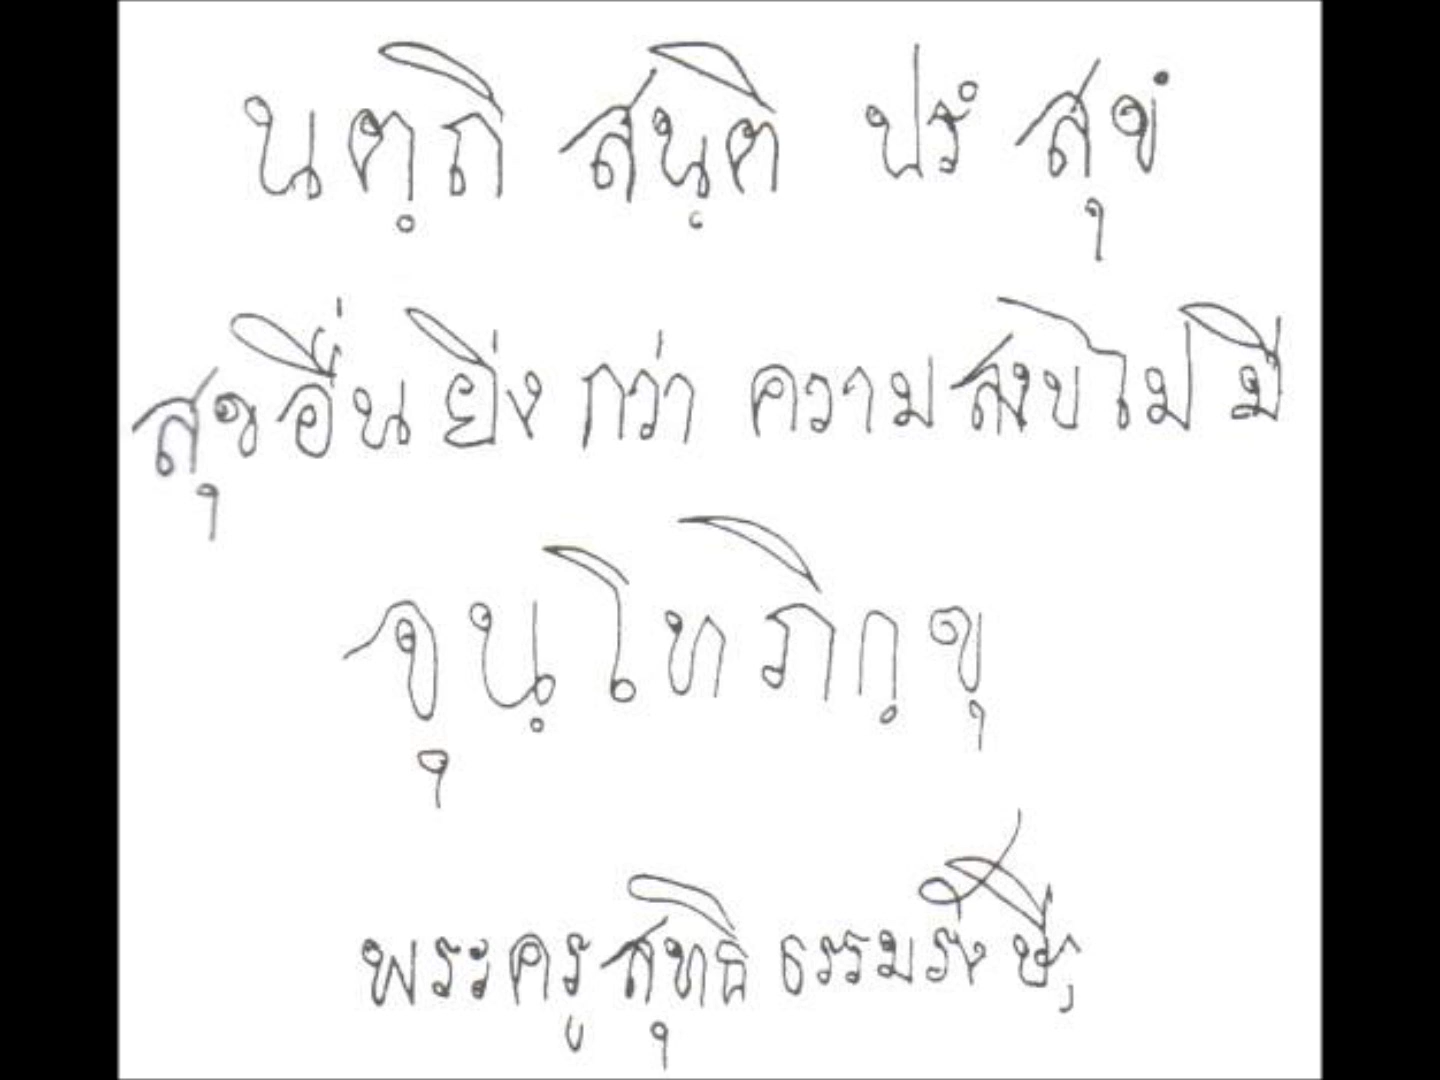 นตฺถิ สนฺติ ปรํ สุขํ
สุขอื่นยิ่งกว่า ความสงบไม่มี
จุนฺโทภิกฺขุ
พระครูสุทธิธรรมรังษี